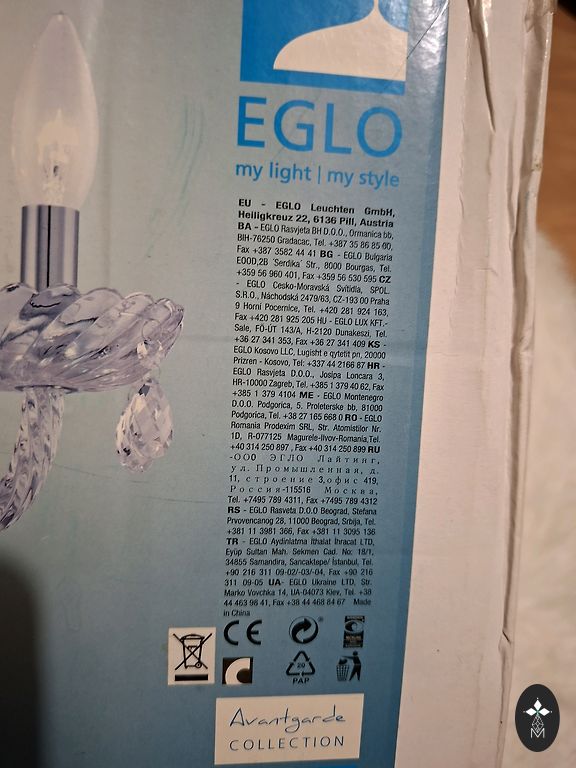 EGLO
my light | my style
EU - EGLO Leuchten GmbH,
Heiligkreuz 22, 6136 Pill, Austria
BA - EGLO Rasvjeta BH D.O.O., Ormanica bb,
BIH-76250 Gradacac, Tel. +387 35 86 85 00,
Fax +387 3582 44 41 BG - EGLO Bulgaria
EOOD,2B 'Serdika' Str., 8000 Bourgas, Tel.
+359 56 960 401, Fax +359 56 530 595 CZ
- EGLO Cesko-Moravská Svítidla, SPOL.
S.R.O., Náchodská 2479/63, CZ-193 00 Praha
9 Horní Pocernice, Tel. +420 281 924 163,
Fax +420 281 925 205 HU - EGLO LUX KFT.-
Sale, FŐ-ÚT 143/A, H-2120 Dunakeszi, Tel.
+36 27 341 353, Fax +36 27 341 409 KS -
EGLO Kosovo LLC, Lugisht e qytetit pn, 20000
Prizren - Kosovo, Tel: +337 44 2166 87 HR -
EGLO Rasvjeta D.O.O., Josipa Loncara 3,
HR-10000 Zagreb, Tel. +385 1 379 40 62, Fax
+385 1 379 4104 ME - EGLO Montenegro
D.O.O. Podgorica, 5. Proleterske bb, 81000
Podgorica, Tel. +38 27 165 668 0 RO - EGLO
Romania Prodexim SRL, Str. Atomistilor Nr.
1D, R-077125 Magurele-Ilvov-Romania,Tel.
+40 314 250 897 , Fax +40 314 250 899 RU
-ООО ЭГЛО Лайтинг,
ул. Промышленная, д.
11, строение 3,офис 419,
Россия-115516 Москва,
Tel. +7495 789 4311, Fax +7495 789 4312
RS - EGLO Rasveta D.O.O Beograd, Stefana
Prvovencanog 28, 11000 Beograd, Srbija, Tel.
+381 11 3981 366, Fax +381 11 3095 136
TR - EGLO Aydinlatma Ithalat Ihracat LTD,
Eyüp Sultan Mah. Sekmen Cad. No: 18/1,
34855 Samandira, Sancaktepe/ İstanbul, Tel.
+90 216 311 09-02/-03/-04, Fax +90 216
311 09-05 UA- EGLO Ukraine LTD, Str.
Marko Vovchka 14, UA-04073 Kiev, Tel. +38
44 463 98 41, Fax +38 44 468 84 67 Made
in China
CE
20
PAP
Avantgarde
COLLECTION